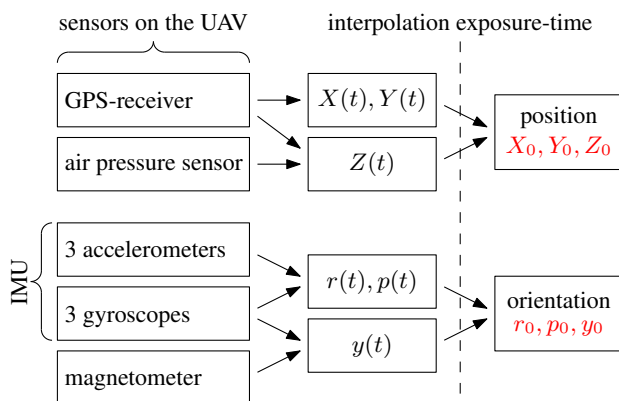 sensors on the UAV
interpolation exposure-time
GPS-receiver
X(t), Y(t)
position
X₀, Y₀, Z₀
air pressure sensor
Z(t)
IMU
3 accelerometers
r(t), p(t)
3 gyroscopes
orientation
r₀, p₀, y₀
y(t)
magnetometer